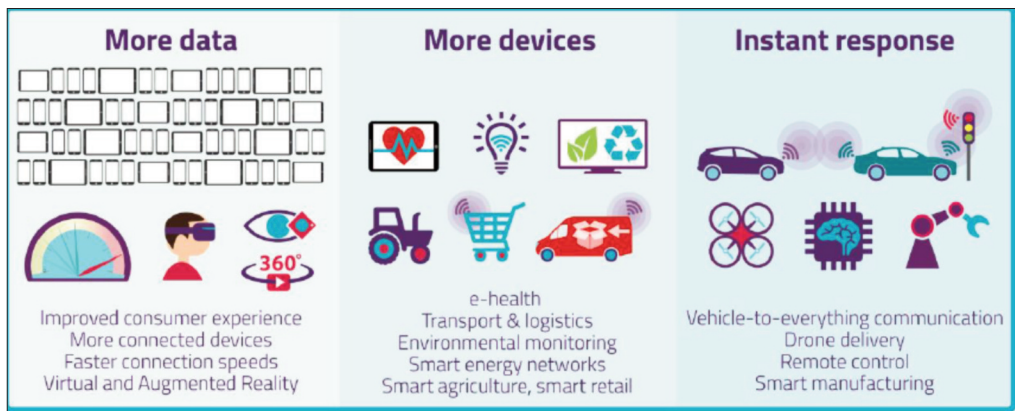 More data
360°
Improved consumer experience
More connected devices
Faster connection speeds
Virtual and Augmented Reality
More devices
e-health
Transport & logistics
Environmental monitoring
Smart energy networks
Smart agriculture, smart retail
Instant response
Vehicle-to-everything communication
Drone delivery
Remote control
Smart manufacturing